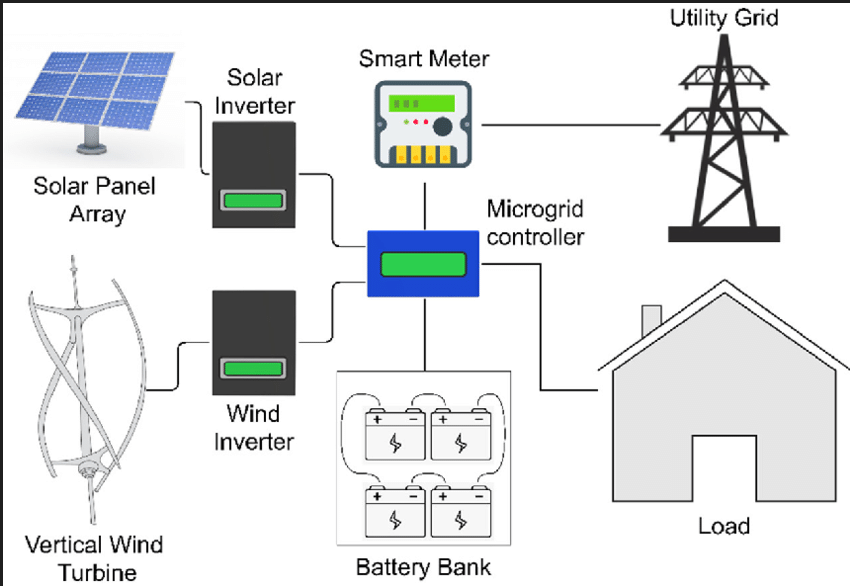 Utility Grid
Smart Meter
Solar
Inverter
Solar Panel
Array
Microgrid
controller
Wind
Inverter
+ −
+ −
+ −
+ −
Load
Vertical Wind
Turbine
Battery Bank